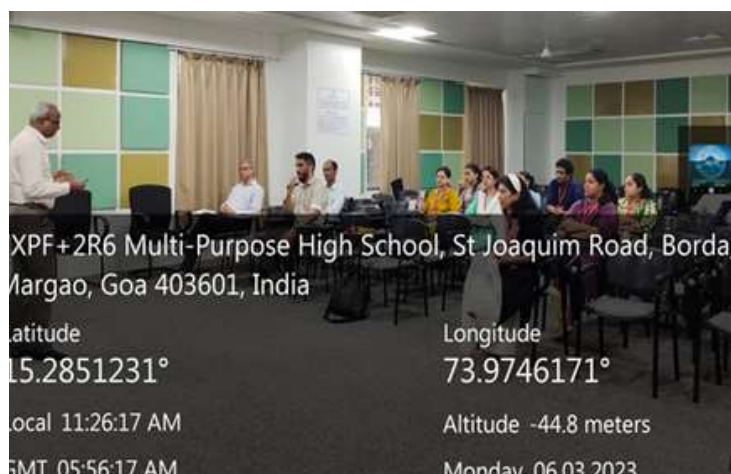 XPF+2R6 Multi-Purpose High School, St Joaquim Road, Borda,
Margao, Goa 403601, India
Latitude
15.2851231°
Longitude
73.9746171°
Local 11:26:17 AM
Altitude -44.8 meters
GMT 05:56:17 AM
Monday, 06.03.2023